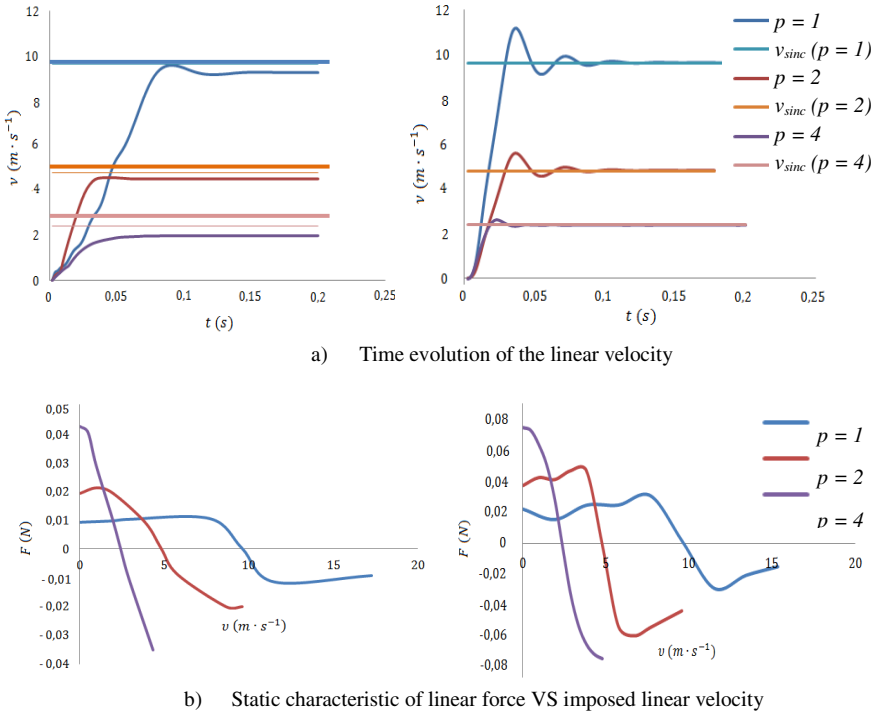 12
10
8
6
4
2
0
v (m · s⁻¹)
0 0,05 0,1 0,15 0,2 0,25
t (s)
12
10
8
6
4
2
0
v (m · s⁻¹)
0 0,05 0,1 0,15 0,2 0,25
t (s)
p = 1
v_sinc (p = 1)
p = 2
v_sinc (p = 2)
p = 4
v_sinc (p = 4)
a) Time evolution of the linear velocity
0,05
0,04
0,03
0,02
0,01
0
-0,01
-0,02
-0,03
-0,04
F (N)
0 5 10 15 20
v (m · s⁻¹)
0,08
0,06
0,04
0,02
0
-0,02
-0,04
-0,06
-0,08
F (N)
0 5 10 15 20
v (m · s⁻¹)
p = 1
p = 2
p = 4
b) Static characteristic of linear force VS imposed linear velocity